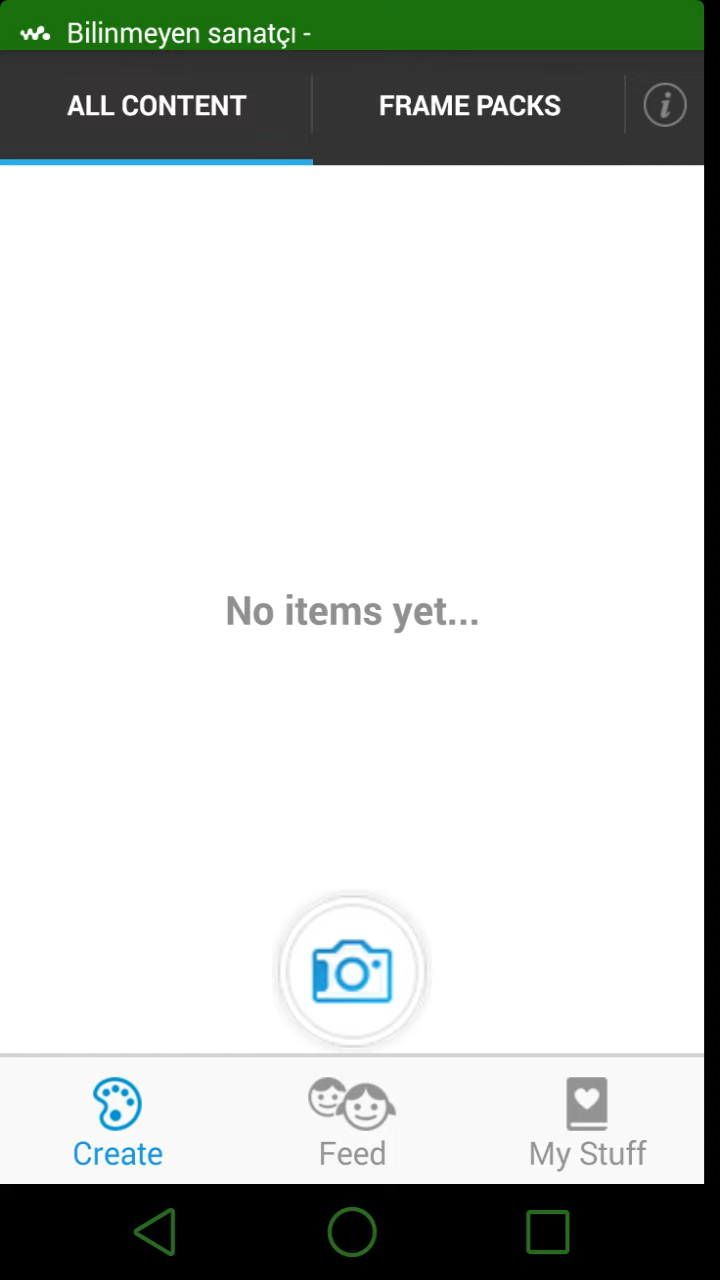 Bilinmeyen sanatçı -
ALL CONTENT
FRAME PACKS
No items yet...
Create
Feed
My Stuff